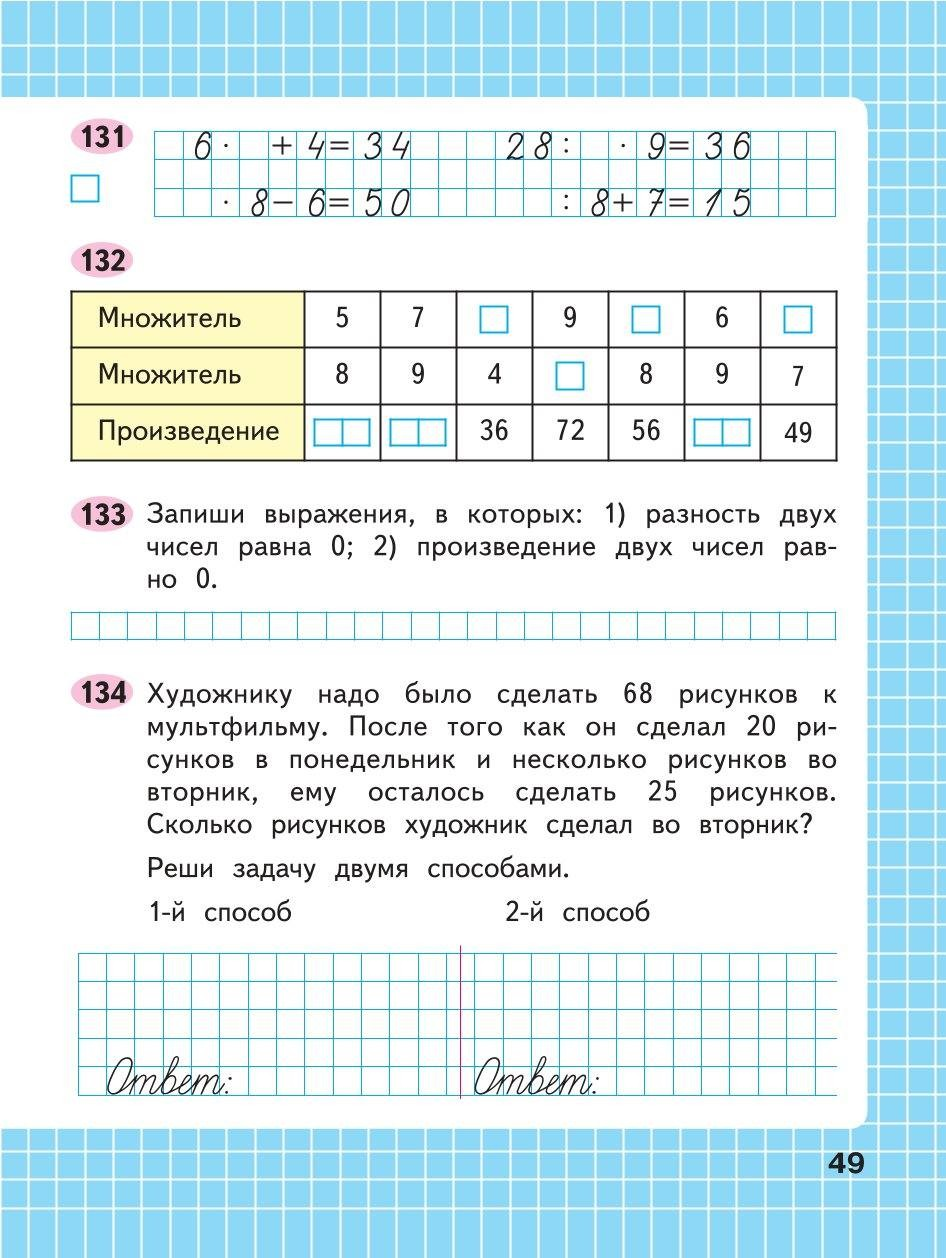 131
6 · + 4 = 34 28 : · 9 = 36
· 8 − 6 = 50 : 8 + 7 = 15
132
Множитель 5 7 9 6
Множитель 8 9 4 8 9 7
Произведение 36 72 56 49
133 Запиши выражения, в которых: 1) разность двух
чисел равна 0; 2) произведение двух чисел рав-
но 0.
134 Художнику надо было сделать 68 рисунков к
мультфильму. После того как он сделал 20 ри-
сунков в понедельник и несколько рисунков во
вторник, ему осталось сделать 25 рисунков.
Сколько рисунков художник сделал во вторник?
Реши задачу двумя способами.
1-й способ 2-й способ
Ответ: Ответ:
49